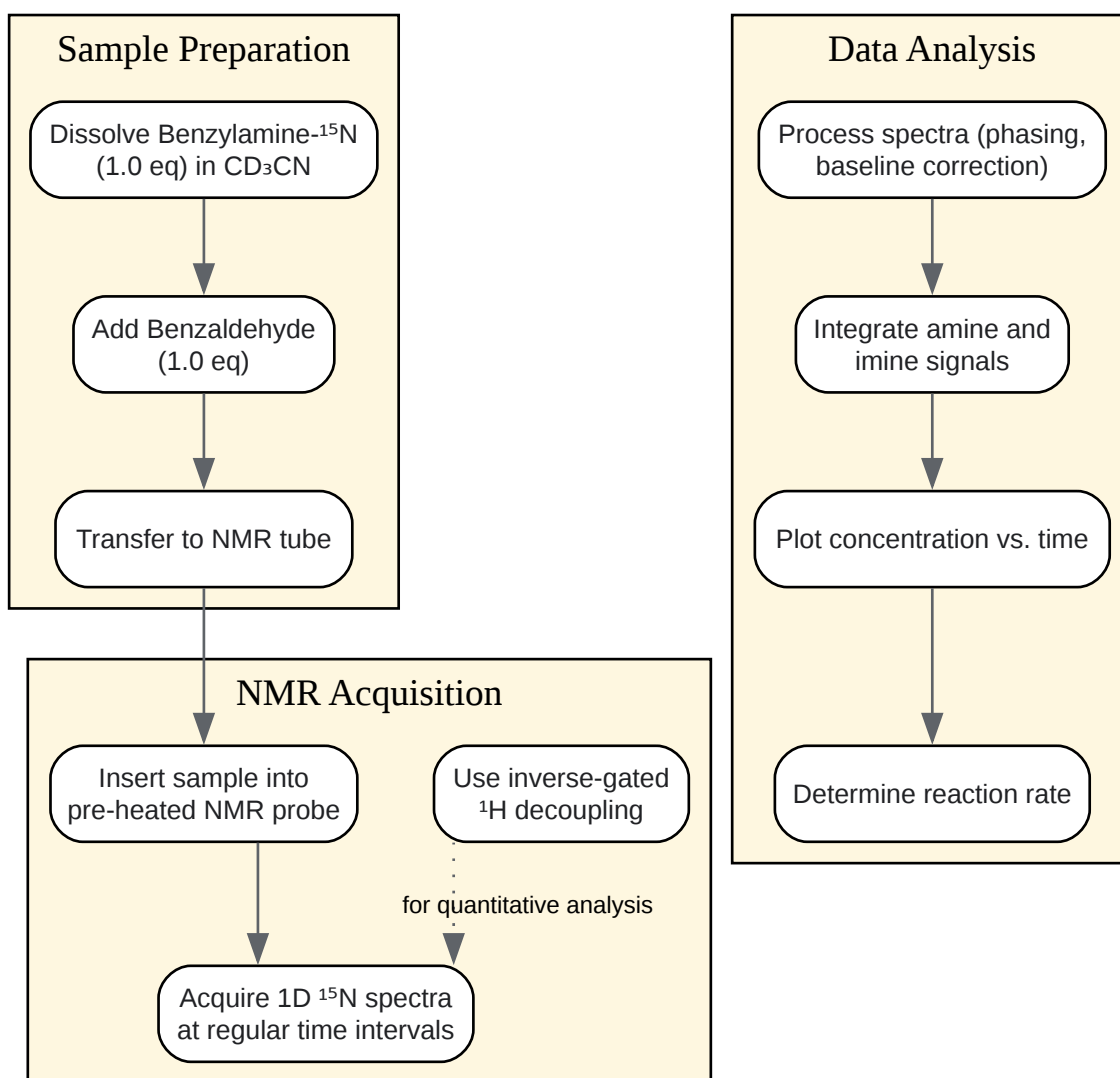 Sample Preparation
Dissolve Benzylamine-¹⁵N
(1.0 eq) in CD₃CN
Add Benzaldehyde
(1.0 eq)
Transfer to NMR tube
NMR Acquisition
Insert sample into
pre-heated NMR probe
Use inverse-gated
¹H decoupling
for quantitative analysis
Acquire 1D ¹⁵N spectra
at regular time intervals
Data Analysis
Process spectra (phasing,
baseline correction)
Integrate amine and
imine signals
Plot concentration vs. time
Determine reaction rate